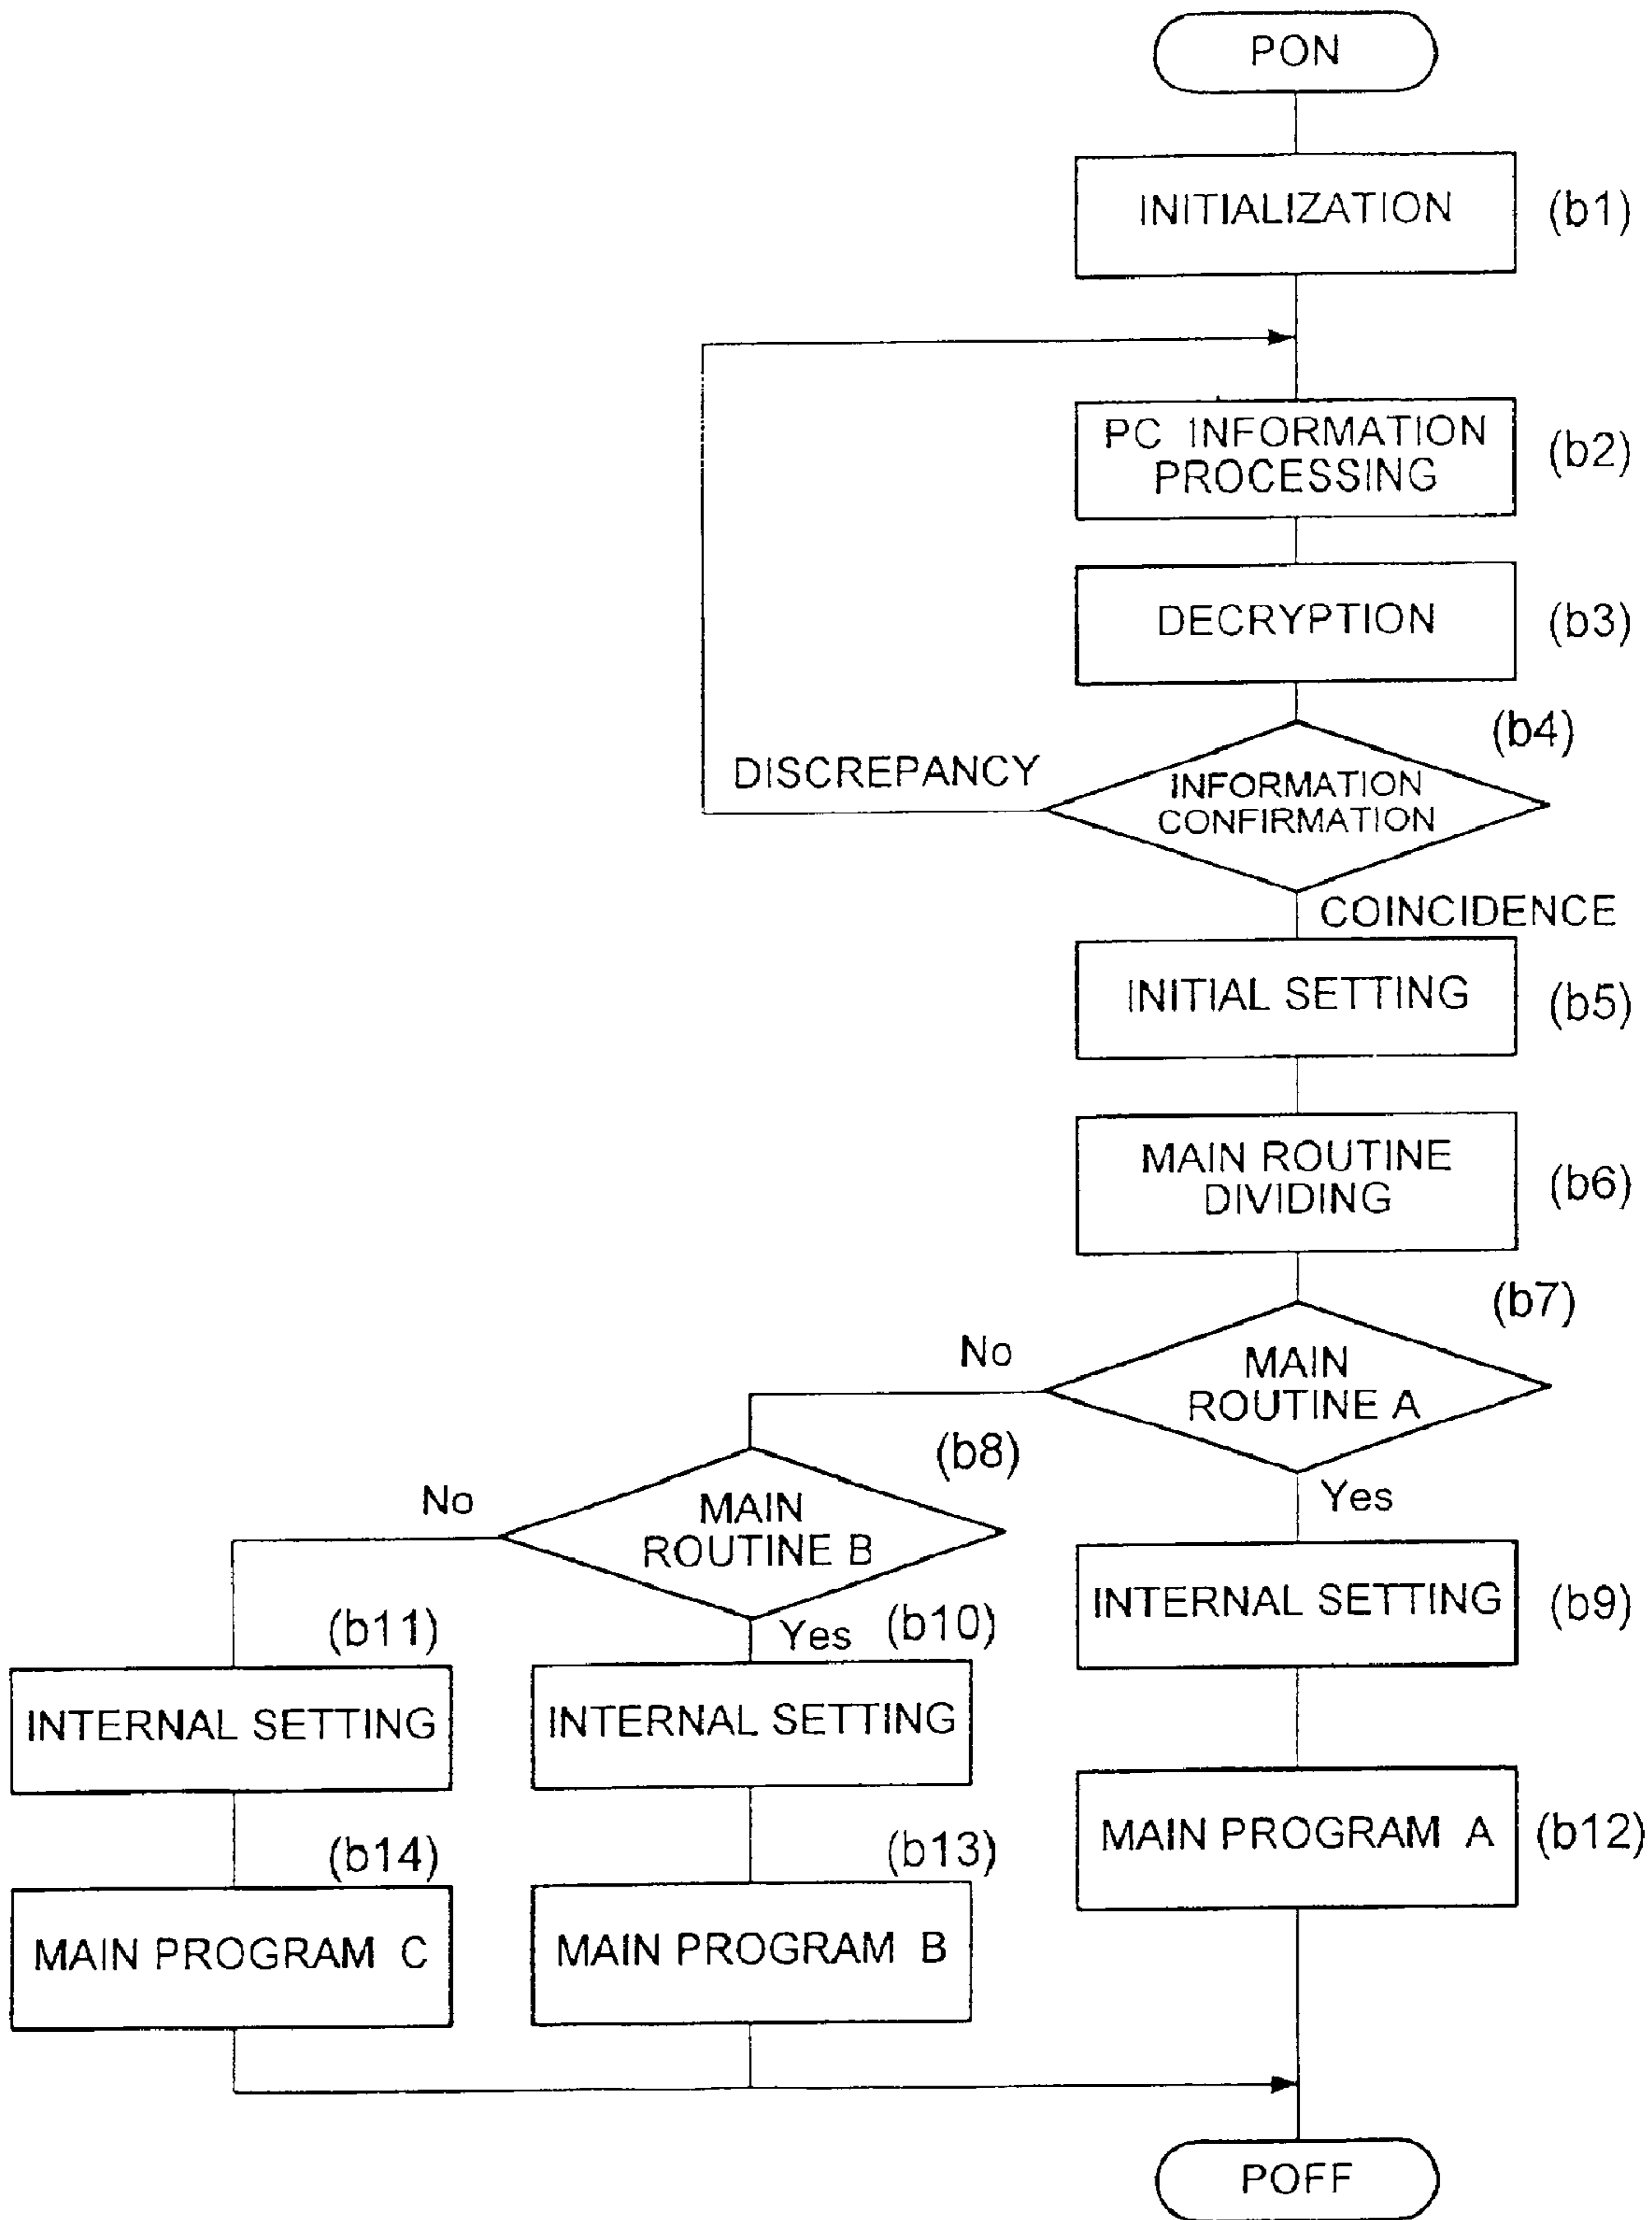 PON
INITIALIZATION
(b1)
PC INFORMATION
PROCESSING
(b2)
DECRYPTION
(b3)
(b4)
DISCREPANCY
INFORMATION
CONFIRMATION
COINCIDENCE
INITIAL SETTING
(b5)
MAIN ROUTINE
DIVIDING
(b6)
(b7)
No
MAIN
ROUTINE A
Yes
(b8)
No
MAIN
ROUTINE B
Yes
INTERNAL SETTING
(b9)
(b11)
(b10)
INTERNAL SETTING
INTERNAL SETTING
MAIN PROGRAM A
(b12)
(b14)
(b13)
MAIN PROGRAM C
MAIN PROGRAM B
POFF